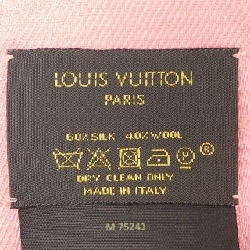 LOUIS VUITTON
PARIS
60%SILK 40%WOOL
®
DRY CLEAN ONLY
MADE IN ITALY
M 75243